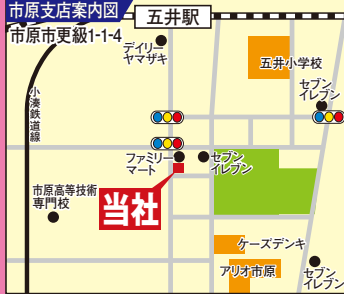 市原支店案内図
市原市更級1-1-4
五井駅
デイリー
ヤマザキ
五井小学校
セブン
イレブン
小湊鉄道線
ファミリー
マート
セブン
イレブン
市原高等技術
専門校
当社
ケーズデンキ
アリオ市原
セブン
イレブン